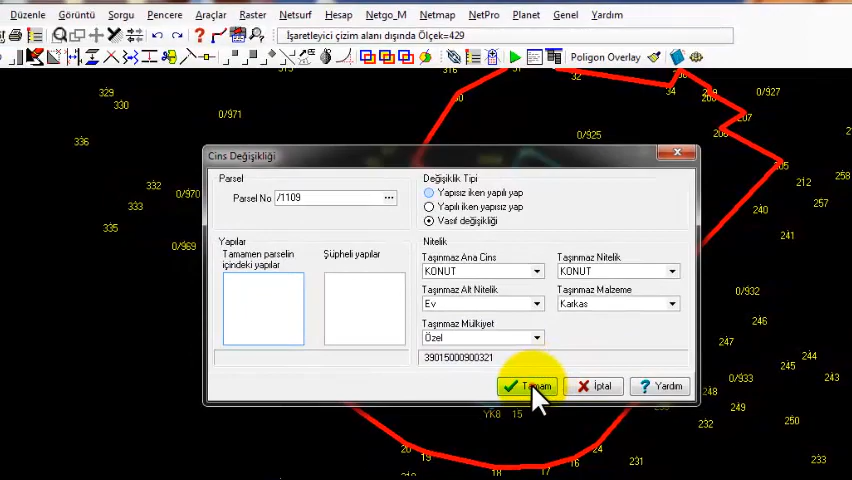 Düzenle Görüntü Sorgu Pencere Araçlar Raster Netsurf Hesap Netgo_M Netmap NetPro Planet Genel Yardım
İşaretleyici çizim alanı dışında Ölçek=429
Poligon Overlay
316 32
329 30 34 0/927
330 0/971 207
336 0/925
Cins Değişikliği
Parsel
Parsel No /1109 ...
Değişiklik Tipi
Yapısız iken yapılı yap
Yapılı iken yapısız yap
Vasıf değişikliği
Yapılar
Tamamen parselin içindeki yapılar
Şüpheli yapılar
Nitelik
Taşınmaz Ana Cins Taşınmaz Nitelik
KONUT KONUT
Taşınmaz Alt Nitelik Taşınmaz Malzeme
Ev Karkas
Taşınmaz Mülkiyet
Özel
39015000900321
Tamam İptal Yardım
332 0/970
333
335
0/969
205
212 258
240 257
241
0/932
246
245
0/933 250
249
232
YK8 15
20 24
19 16 231
18 17 233